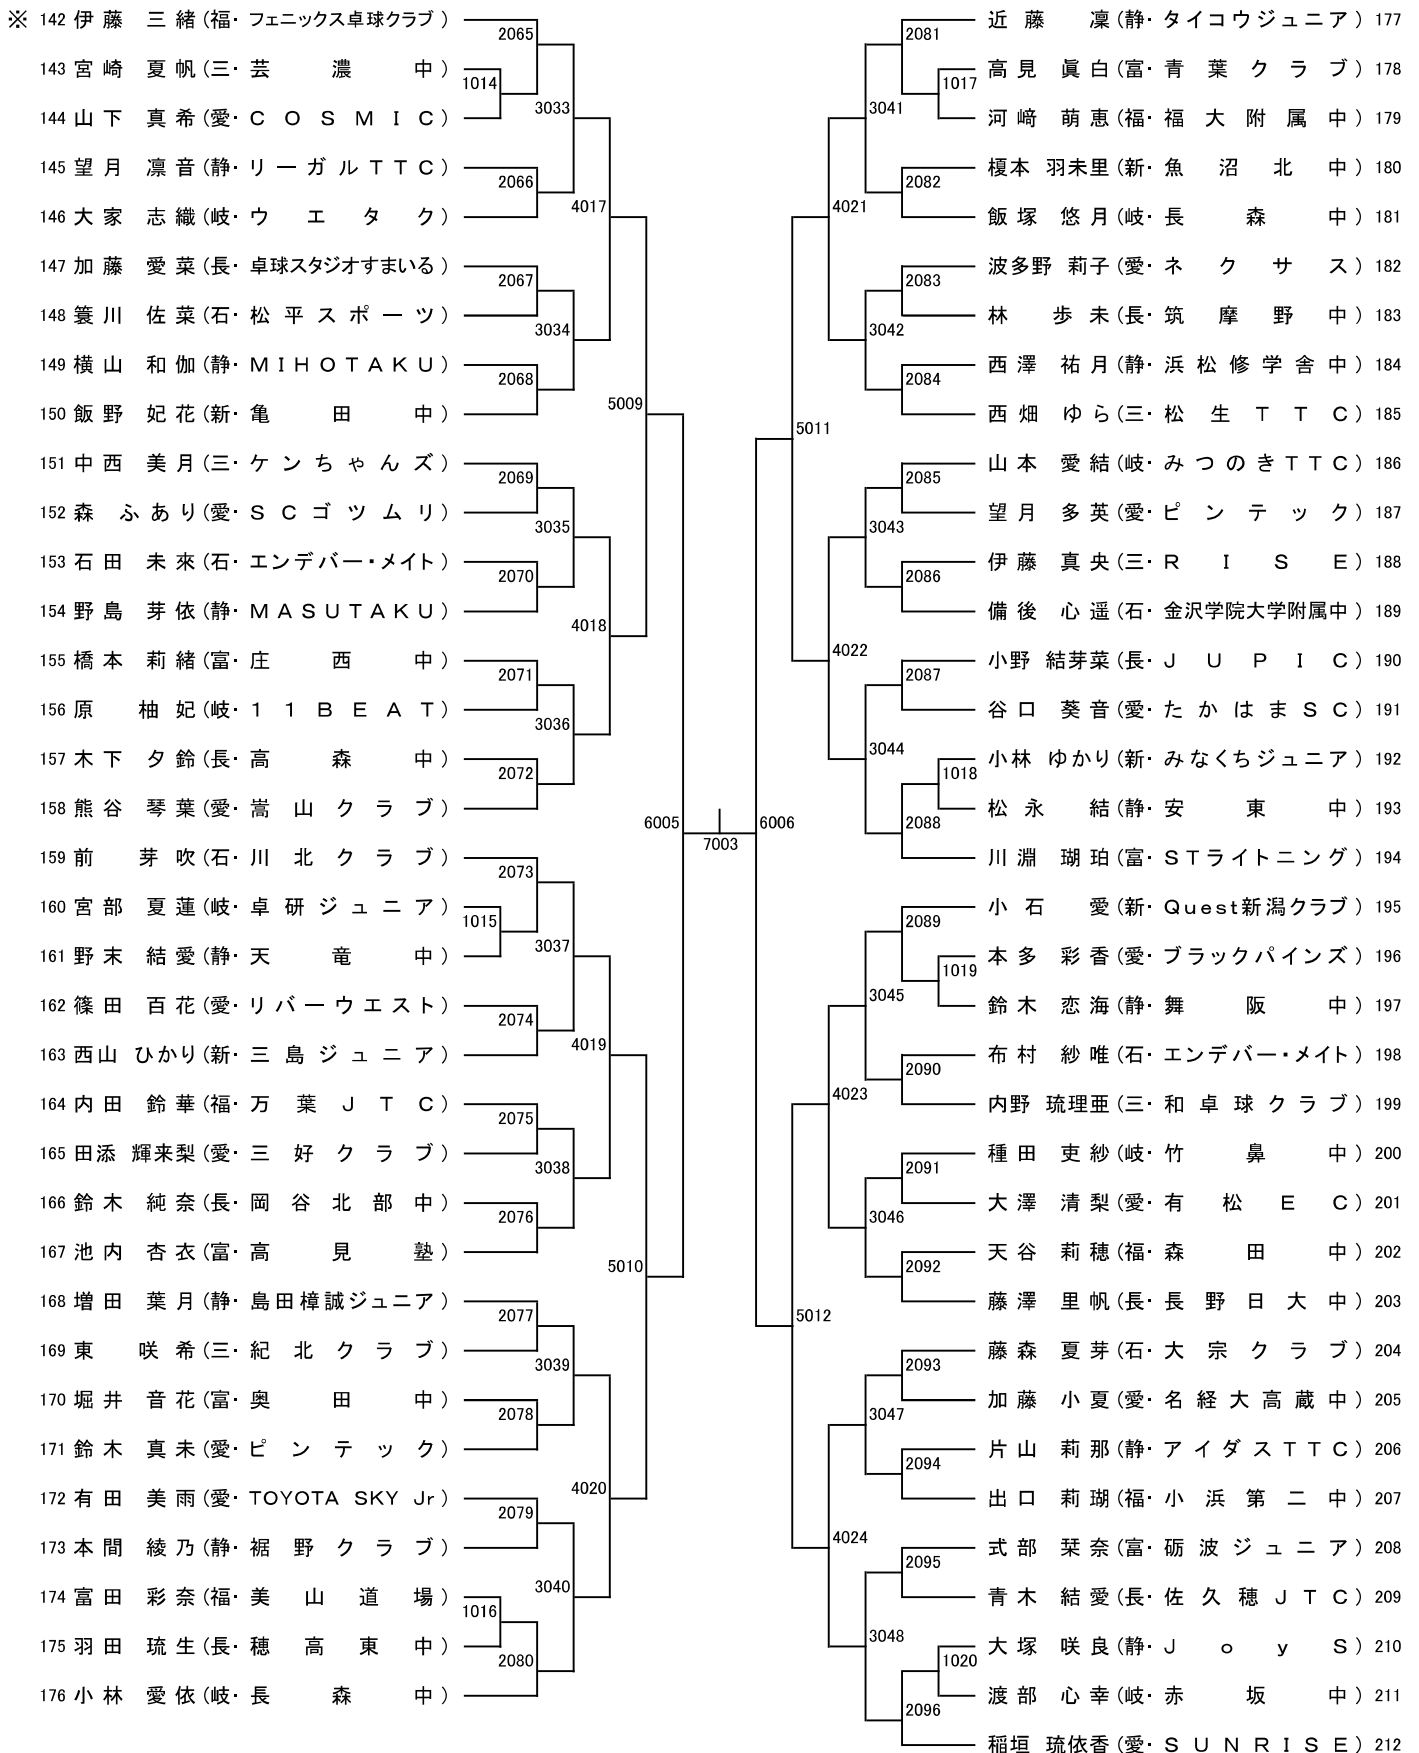 ※ 142 伊藤 三緒(福・フェニックス卓球クラブ)
143 宮崎 夏帆(三・芸濃中)
144 山下 真希(愛・COSMIC)
145 望月 凛音(静・リーガルTTC)
146 大家 志織(岐・ウエタク)
147 加藤 愛菜(長・卓球スタジオすまいる)
148 簑川 佐菜(石・松平スポーツ)
149 横山 和伽(静・MIHOTAKU)
150 飯野 妃花(新・亀田中)
151 中西 美月(三・ケンちゃんズ)
152 森 ふあり(愛・SCゴツムリ)
153 石田 未來(石・エンデバー・メイト)
154 野島 芽依(静・MASUTAKU)
155 橋本 莉緒(富・庄西中)
156 原 柚妃(岐・11BEAT)
157 木下 夕鈴(長・高森中)
158 熊谷 琴葉(愛・嵩山クラブ)
159 前 芽吹(石・川北クラブ)
160 宮部 夏蓮(岐・卓研ジュニア)
161 野末 結愛(静・天竜中)
162 篠田 百花(愛・リバーウエスト)
163 西山 ひかり(新・三島ジュニア)
164 内田 鈴華(福・万葉JTC)
165 田添 輝来梨(愛・三好クラブ)
166 鈴木 純奈(長・岡谷北部中)
167 池内 杏衣(富・高見塾)
168 増田 葉月(静・島田樟誠ジュニア)
169 東 咲希(三・紀北クラブ)
170 堀井 音花(富・奥田中)
171 鈴木 真未(愛・ピンテック)
172 有田 美雨(愛・TOYOTA SKY Jr)
173 本間 綾乃(静・裾野クラブ)
174 富田 彩奈(福・美山道場)
175 羽田 琉生(長・穂高東中)
176 小林 愛依(岐・長森中)
1014
1015
1016
2065
2066
2067
2068
2069
2070
2071
2072
2073
2074
2075
2076
2077
2078
2079
2080
3033
3034
3035
3036
3037
3038
3039
3040
4017
4018
4019
4020
5009
5010
6005
7003
6006
5011
5012
4021
4022
4023
4024
3041
3042
3043
3044
3045
3046
3047
3048
2081
2082
2083
2084
2085
2086
2087
2088
2089
2090
2091
2092
2093
2094
2095
2096
1017
1018
1019
1020
近藤 凜(静・タイコウジュニア) 177
高見 眞白(富・青葉クラブ) 178
河﨑 萌恵(福・福大附属中) 179
榎本 羽未里(新・魚沼北中) 180
飯塚 悠月(岐・長森中) 181
波多野 莉子(愛・ネクサス) 182
林 歩未(長・筑摩野中) 183
西澤 祐月(静・浜松修学舎中) 184
西畑 ゆら(三・松生TTC) 185
山本 愛結(岐・みつのきTTC) 186
望月 多英(愛・ピンテック) 187
伊藤 真央(三・RISE) 188
備後 心遥(石・金沢学院大学附属中) 189
小野 結芽菜(長・JUPIC) 190
谷口 葵音(愛・たかはまSC) 191
小林 ゆかり(新・みなくちジュニア) 192
松永 結(静・安東中) 193
川淵 瑚珀(富・STライトニング) 194
小石 愛(新・Quest新潟クラブ) 195
本多 彩香(愛・ブラックパインズ) 196
鈴木 恋海(静・舞阪中) 197
布村 紗唯(石・エンデバー・メイト) 198
内野 琉理亜(三・和卓球クラブ) 199
種田 吏紗(岐・竹鼻中) 200
大澤 清梨(愛・有松EC) 201
天谷 莉穂(福・森田中) 202
藤澤 里帆(長・長野日大中) 203
藤森 夏芽(石・大宗クラブ) 204
加藤 小夏(愛・名経大高蔵中) 205
片山 莉那(静・アイダスTTC) 206
出口 莉瑚(福・小浜第二中) 207
式部 栞奈(富・砺波ジュニア) 208
青木 結愛(長・佐久穂JTC) 209
大塚 咲良(静・JoyS) 210
渡部 心幸(岐・赤坂中) 211
稲垣 琉依香(愛・SUNRISE) 212